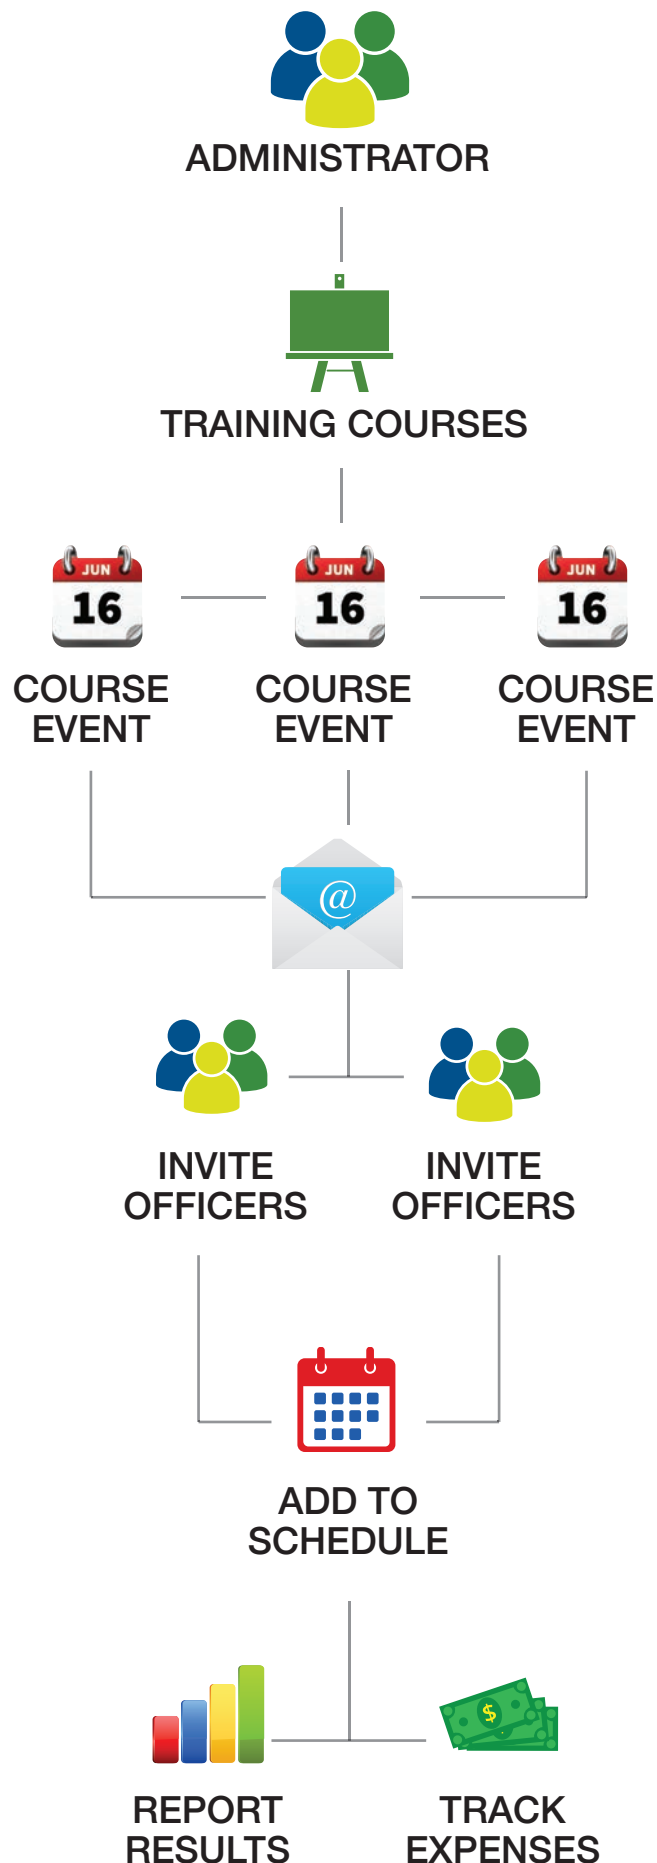 ADMINISTRATOR
TRAINING COURSES
JUN
16
JUN
16
JUN
16
COURSE
EVENT
COURSE
EVENT
COURSE
EVENT
@
INVITE
OFFICERS
INVITE
OFFICERS
ADD TO
SCHEDULE
$
REPORT
RESULTS
TRACK
EXPENSES